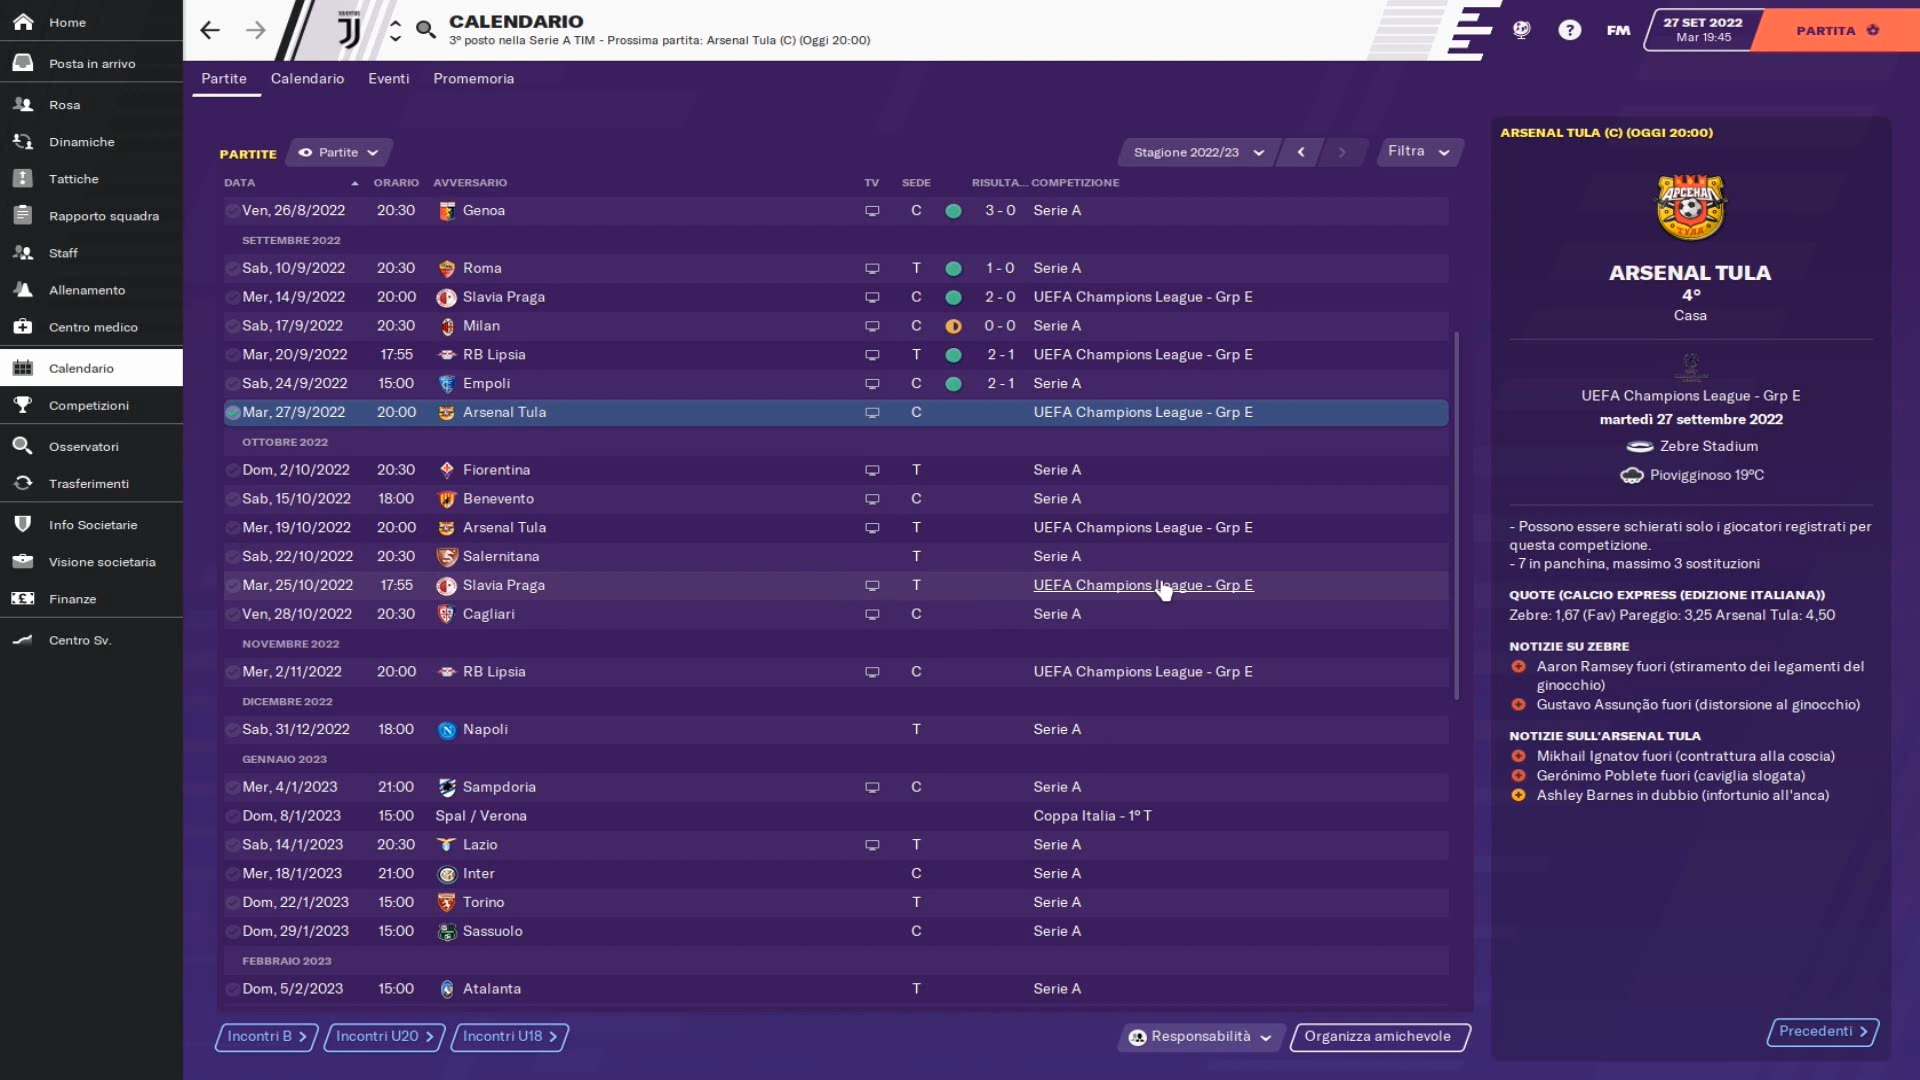 Home
Posta in arrivo
Rosa
Dinamiche
Tattiche
Rapporto squadra
Staff
Allenamento
Centro medico
Calendario
Competizioni
Osservatori
Trasferimenti
Info Societarie
Visione societaria
Finanze
Centro Sv.
CALENDARIO
3° posto nella Serie A TIM - Prossima partita: Arsenal Tula (C) (Oggi 20:00)
FM
27 SET 2022
Mar 19:45
PARTITA
Partite Calendario Eventi Promemoria
PARTITE Partite Stagione 2022/23 Filtra
DATA ORARIO AVVERSARIO TV SEDE RISULTA... COMPETIZIONE
Ven, 26/8/2022 20:30 Genoa C 3 - 0 Serie A
SETTEMBRE 2022
Sab, 10/9/2022 20:30 Roma T 1 - 0 Serie A
Mer, 14/9/2022 20:00 Slavia Praga C 2 - 0 UEFA Champions League - Grp E
Sab, 17/9/2022 20:30 Milan C 0 - 0 Serie A
Mar, 20/9/2022 17:55 RB Lipsia T 2 - 1 UEFA Champions League - Grp E
Sab, 24/9/2022 15:00 Empoli C 2 - 1 Serie A
Mar, 27/9/2022 20:00 Arsenal Tula C UEFA Champions League - Grp E
OTTOBRE 2022
Dom, 2/10/2022 20:30 Fiorentina T Serie A
Sab, 15/10/2022 18:00 Benevento C Serie A
Mer, 19/10/2022 20:00 Arsenal Tula T UEFA Champions League - Grp E
Sab, 22/10/2022 20:30 Salernitana T Serie A
Mar, 25/10/2022 17:55 Slavia Praga T UEFA Champions League - Grp E
Ven, 28/10/2022 20:30 Cagliari C Serie A
NOVEMBRE 2022
Mer, 2/11/2022 20:00 RB Lipsia C UEFA Champions League - Grp E
DICEMBRE 2022
Sab, 31/12/2022 18:00 Napoli T Serie A
GENNAIO 2023
Mer, 4/1/2023 21:00 Sampdoria C Serie A
Dom, 8/1/2023 15:00 Spal / Verona Coppa Italia - 1° T
Sab, 14/1/2023 20:30 Lazio T Serie A
Mer, 18/1/2023 21:00 Inter C Serie A
Dom, 22/1/2023 15:00 Torino T Serie A
Dom, 29/1/2023 15:00 Sassuolo C Serie A
FEBBRAIO 2023
Dom, 5/2/2023 15:00 Atalanta T Serie A
Incontri B Incontri U20 Incontri U18 Responsabilità Organizza amichevole
ARSENAL TULA (C) (OGGI 20:00)
АРСЕНАЛ
ТУЛА
ARSENAL TULA
4°
Casa
UEFA Champions League - Grp E
martedì 27 settembre 2022
Zebre Stadium
Piovigginoso 19°C
- Possono essere schierati solo i giocatori registrati per
questa competizione.
- 7 in panchina, massimo 3 sostituzioni
QUOTE (CALCIO EXPRESS (EDIZIONE ITALIANA))
Zebre: 1,67 (Fav) Pareggio: 3,25 Arsenal Tula: 4,50
NOTIZIE SU ZEBRE
Aaron Ramsey fuori (stiramento dei legamenti del
ginocchio)
Gustavo Assunção fuori (distorsione al ginocchio)
NOTIZIE SULL'ARSENAL TULA
Mikhail Ignatov fuori (contrattura alla coscia)
Gerónimo Poblete fuori (caviglia slogata)
Ashley Barnes in dubbio (infortunio all'anca)
Precedenti